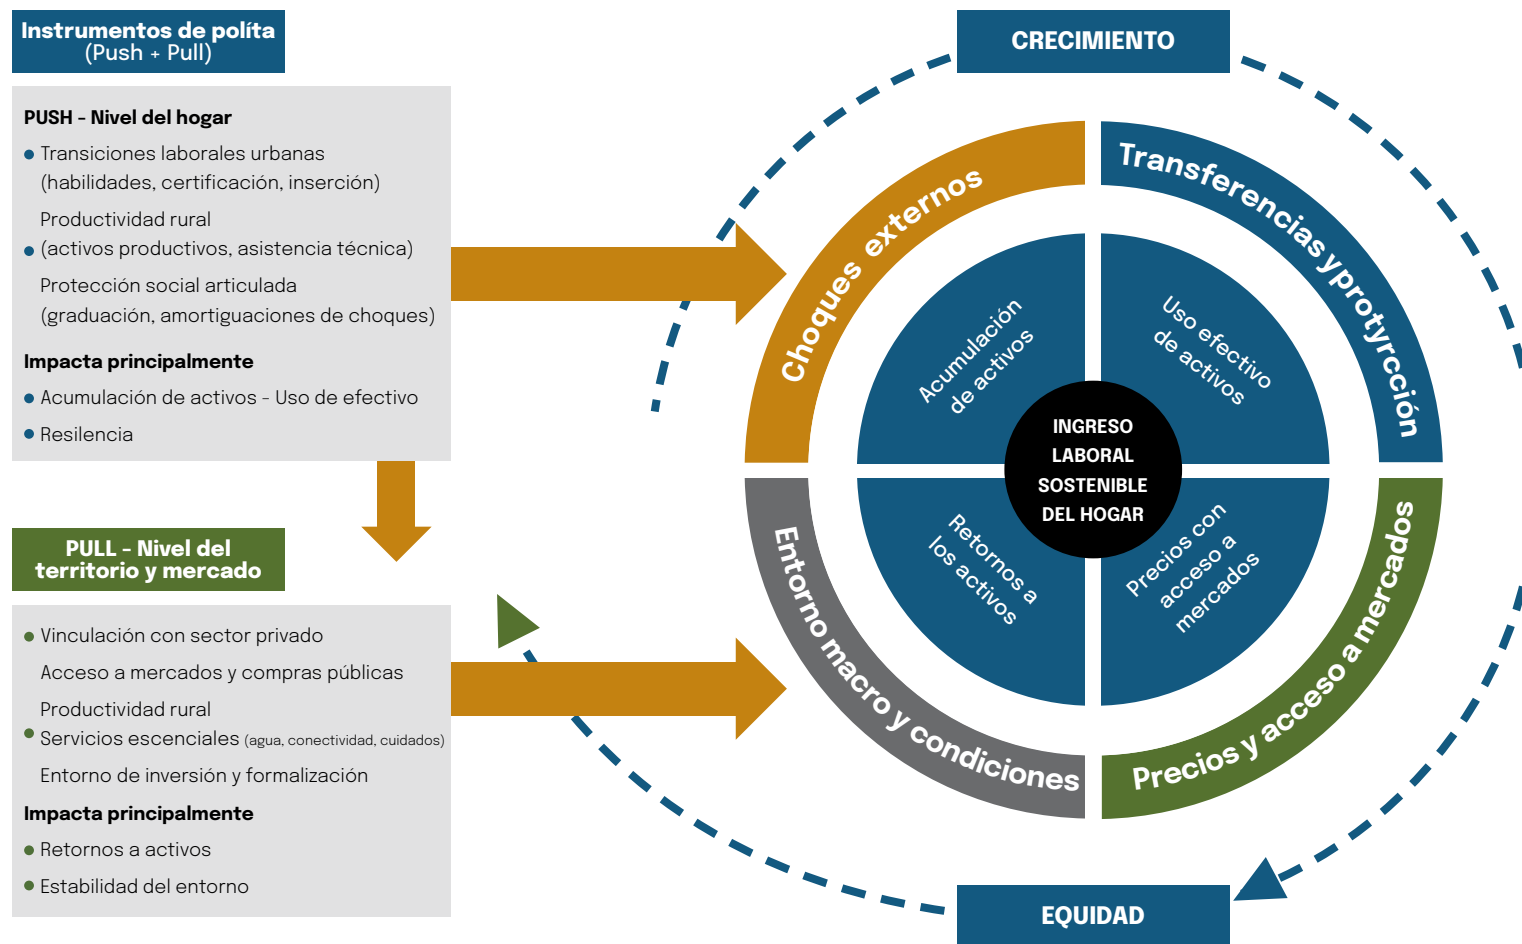 Instrumentos de políta
(Push + Pull)
PUSH - Nivel del hogar
Transiciones laborales urbanas
(habilidades, certificación, inserción)
Productividad rural
(activos productivos, asistencia técnica)
Protección social articulada
(graduación, amortiguaciones de choques)
Impacta principalmente
Acumulación de activos - Uso de efectivo
Resilencia
PULL - Nivel del
territorio y mercado
Vinculación con sector privado
Acceso a mercados y compras públicas
Productividad rural
Servicios escenciales (agua, conectividad, cuidados)
Entorno de inversión y formalización
Impacta principalmente
Retornos a activos
Estabilidad del entorno
CRECIMIENTO
Choques externos
Transferencias yprotyrcción
Acumulación
de activos
Uso efectivo
de activos
INGRESO
LABORAL
SOSTENIBLE
DEL HOGAR
Retornos a
los activos
Precios con
acceso a
mercados
Entorno macro y condiciones
Precios y acceso a mercados
EQUIDAD